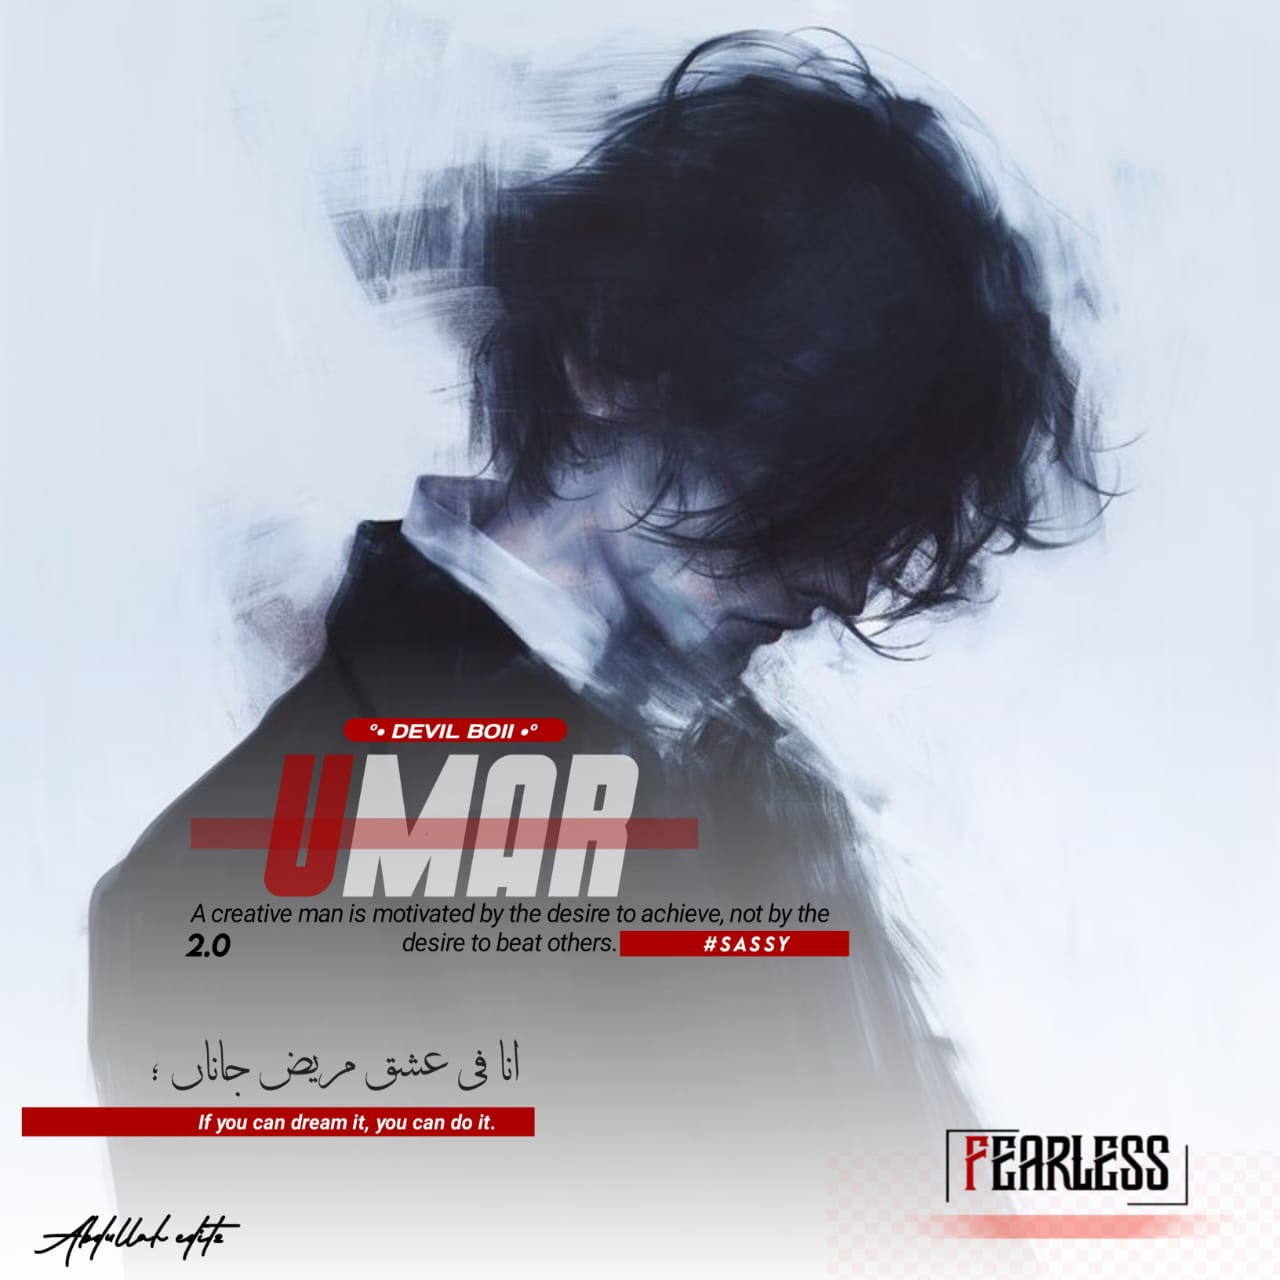 °• DEVIL BOII •°
UMAR
A creative man is motivated by the desire to achieve, not by the
desire to beat others.
#SASSY
2.0
انا فی عشق مریض جاناں ؛
If you can dream it, you can do it.
FEARLESS
Abdullah editz